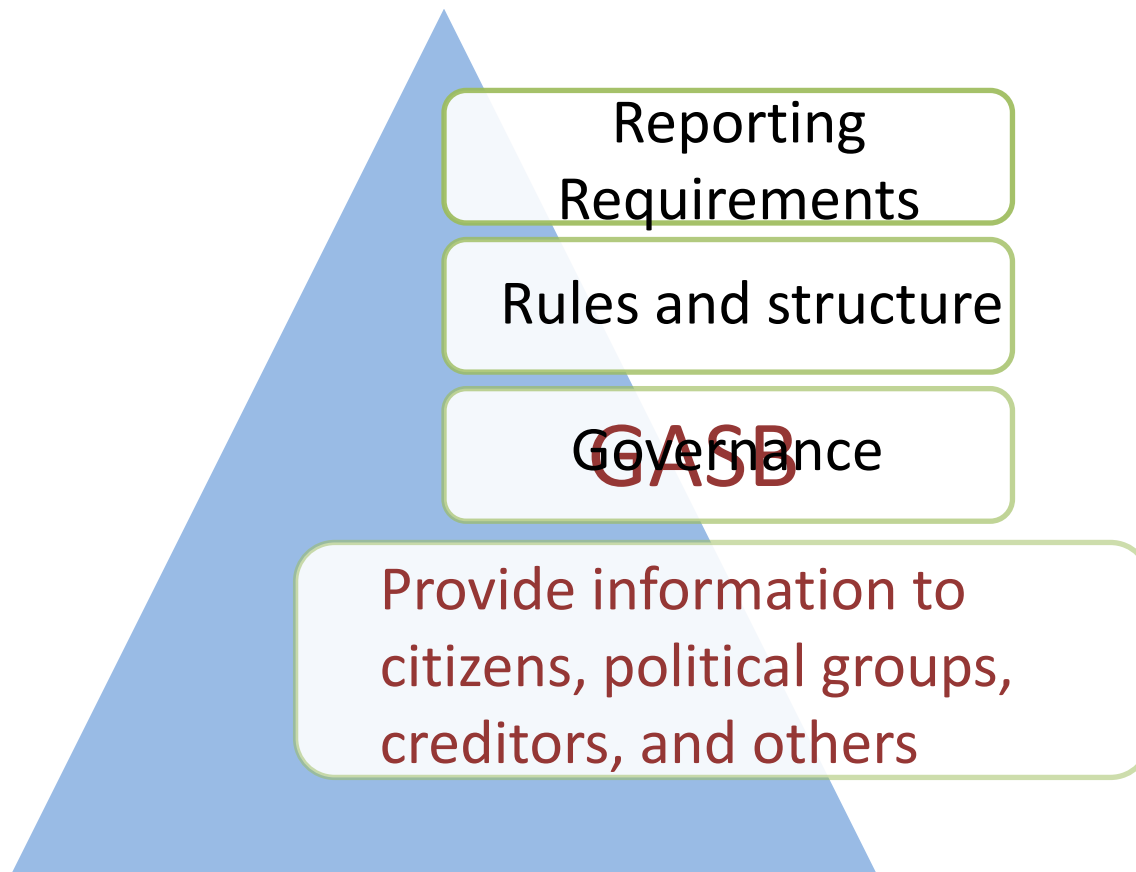 Reporting
Requirements
Rules and structure
Governance
GASB
Provide information to
citizens, political groups,
creditors, and others